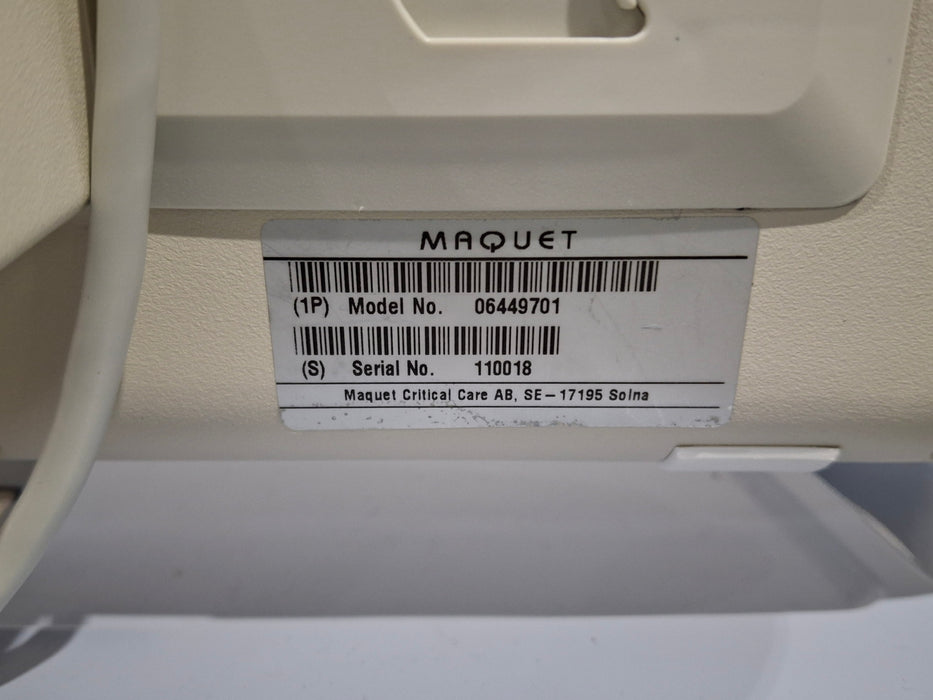 MAQUET
(1P) Model No. 06449701
(S) Serial No. 110018
Maquet Critical Care AB, SE-17195 Solna